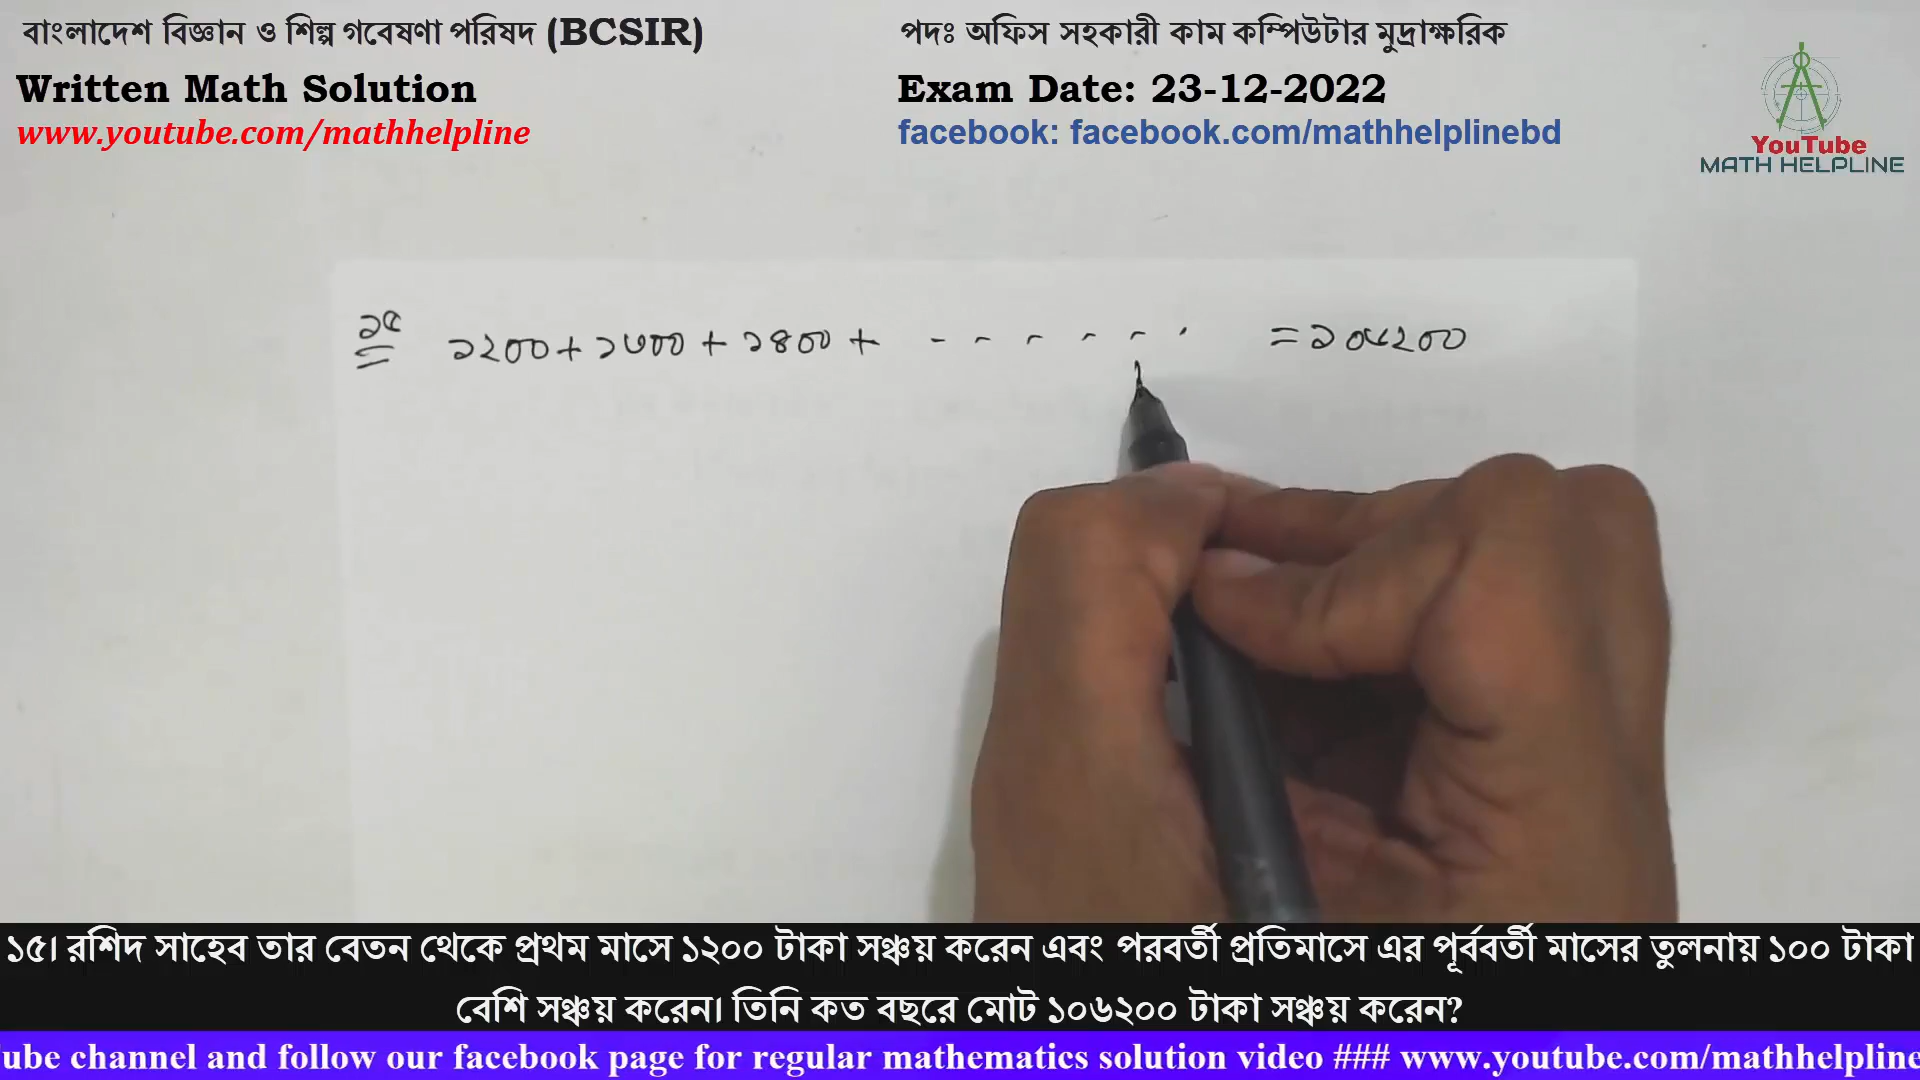 বাংলাদেশ বিজ্ঞান ও শিল্প গবেষণা পরিষদ (BCSIR)
পদঃ অফিস সহকারী কাম কম্পিউটার মুদ্রাক্ষরিক
Written Math Solution
Exam Date: 23-12-2022
www.youtube.com/mathhelpline
facebook: facebook.com/mathhelplinebd
YouTube
MATH HELPLINE
১৫ ১২০০ + ১৩০০ + ১৪০০ + - - - - - . = ১০৬২০০
১৫। রশিদ সাহেব তার বেতন থেকে প্রথম মাসে ১২০০ টাকা সঞ্চয় করেন এবং পরবর্তী প্রতিমাসে এর পূর্ববর্তী মাসের তুলনায় ১০০ টাকা
বেশি সঞ্চয় করেন। তিনি কত বছরে মোট ১০৬২০০ টাকা সঞ্চয় করেন?
ube channel and follow our facebook page for regular mathematics solution video ### www.youtube.com/mathhelpline